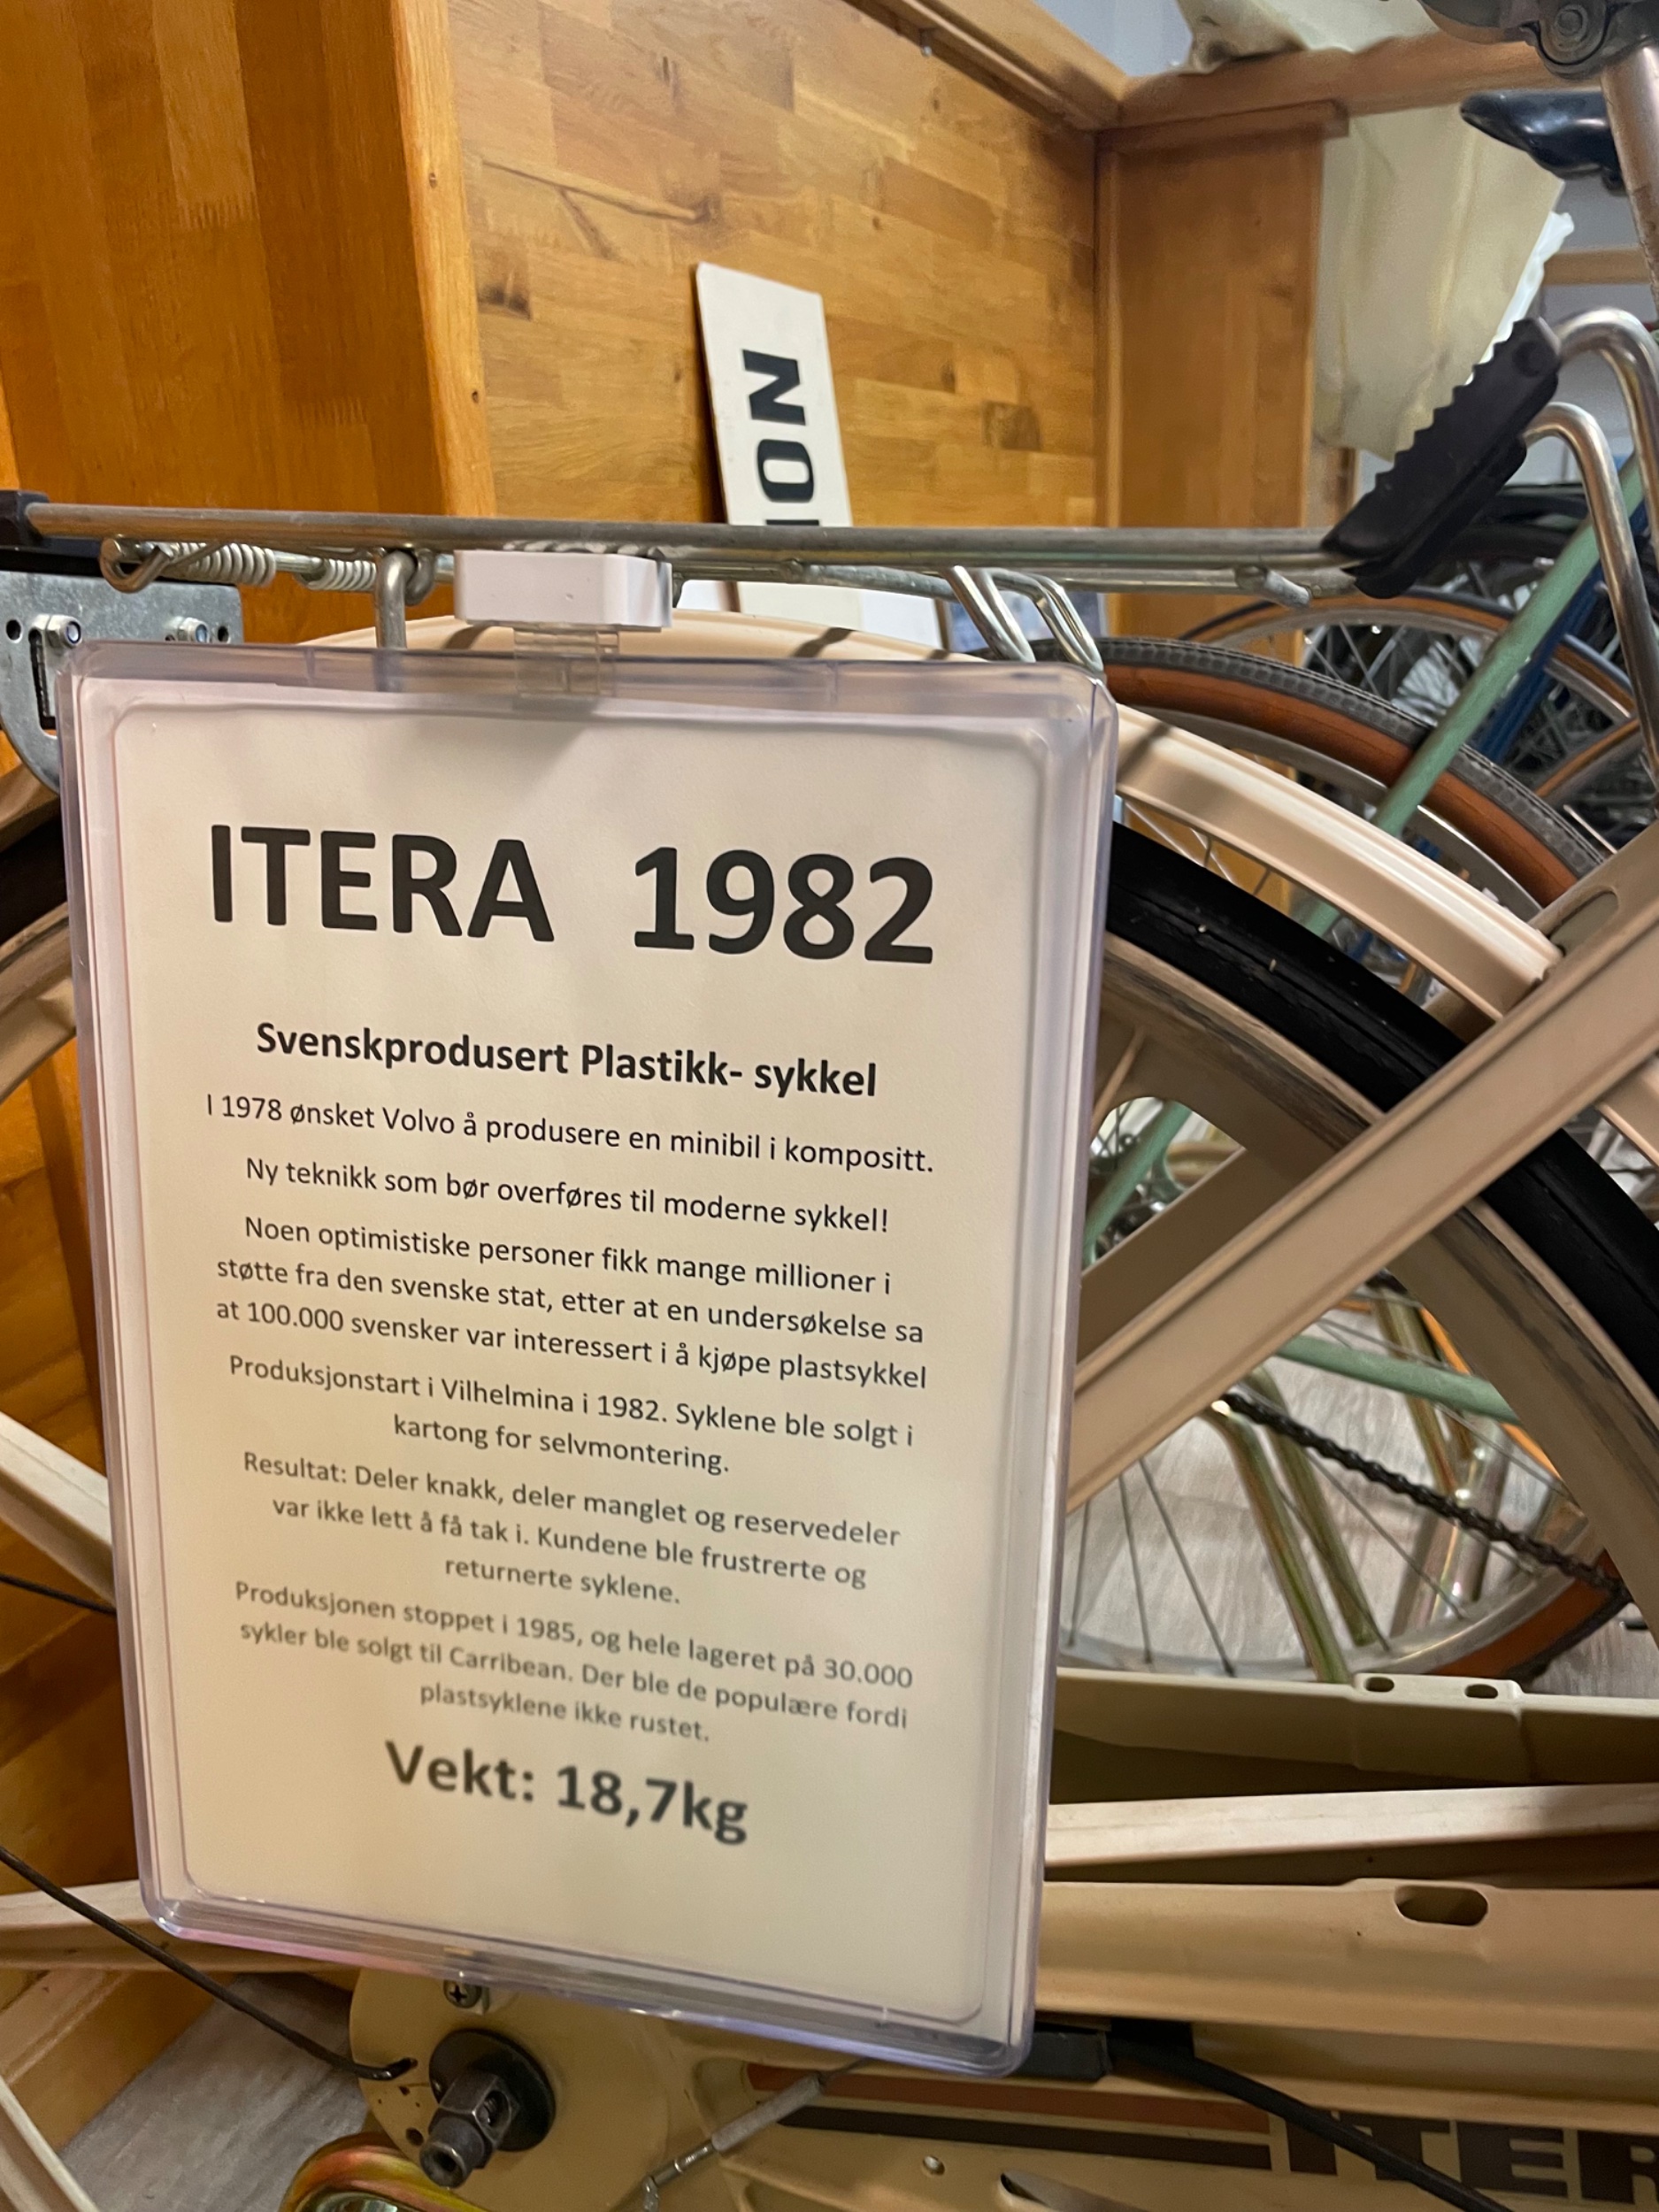 ION
ITERA 1982
Svenskprodusert Plastikk- sykkel
I 1978 ønsket Volvo å produsere en minibil i kompositt.
Ny teknikk som bør overføres til moderne sykkel!
Noen optimistiske personer fikk mange millioner i
støtte fra den svenske stat, etter at en undersøkelse sa
at 100.000 svensker var interessert i å kjøpe plastsykkel
Produksjonstart i Vilhelmina i 1982. Syklene ble solgt i
kartong for selvmontering.
Resultat: Deler knakk, deler manglet og reservedeler
var ikke lett å få tak i. Kundene ble frustrerte og
returnerte syklene.
Produksjonen stoppet i 1985, og hele lageret på 30.000
sykler ble solgt til Carribean. Der ble de populære fordi
plastsyklene ikke rustet.
Vekt: 18,7kg
ITER